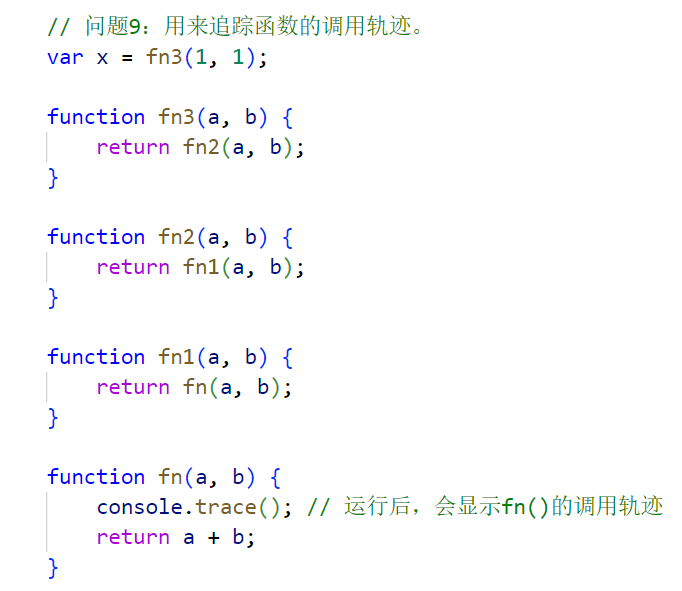 // 问题9：用来追踪函数的调用轨迹。
var x = fn3(1, 1);
function fn3(a, b) {
return fn2(a, b);
}
function fn2(a, b) {
return fn1(a, b);
}
function fn1(a, b) {
return fn(a, b);
}
function fn(a, b) {
console.trace(); // 运行后，会显示fn()的调用轨迹
return a + b;
}